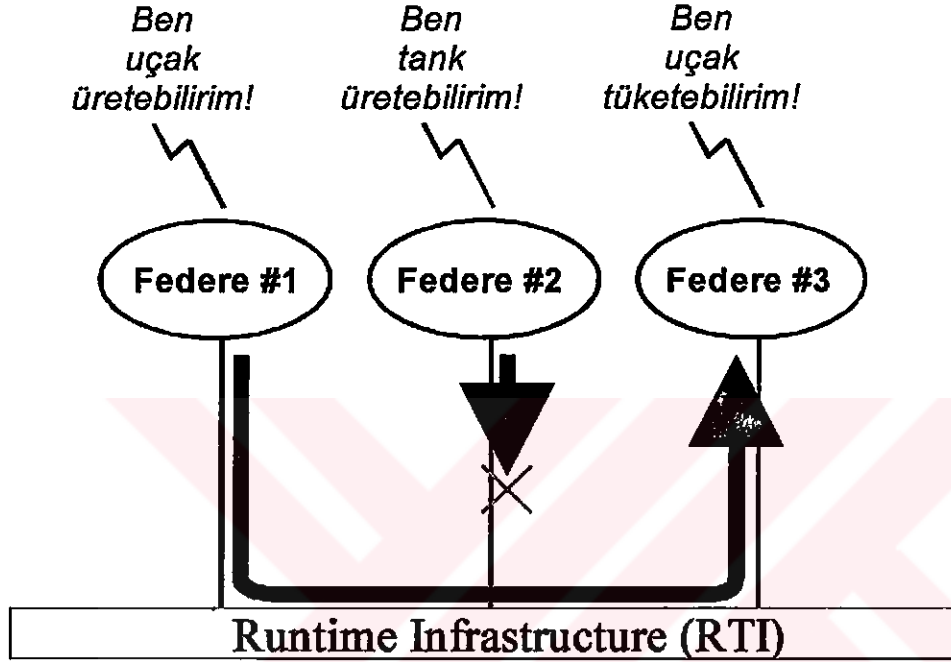 Ben
uçak
üretebilirim!
Ben
tank
üretebilirim!
Ben
uçak
tüketebilirim!
Federe #1
Federe #2
Federe #3
Runtime Infrastructure (RTI)